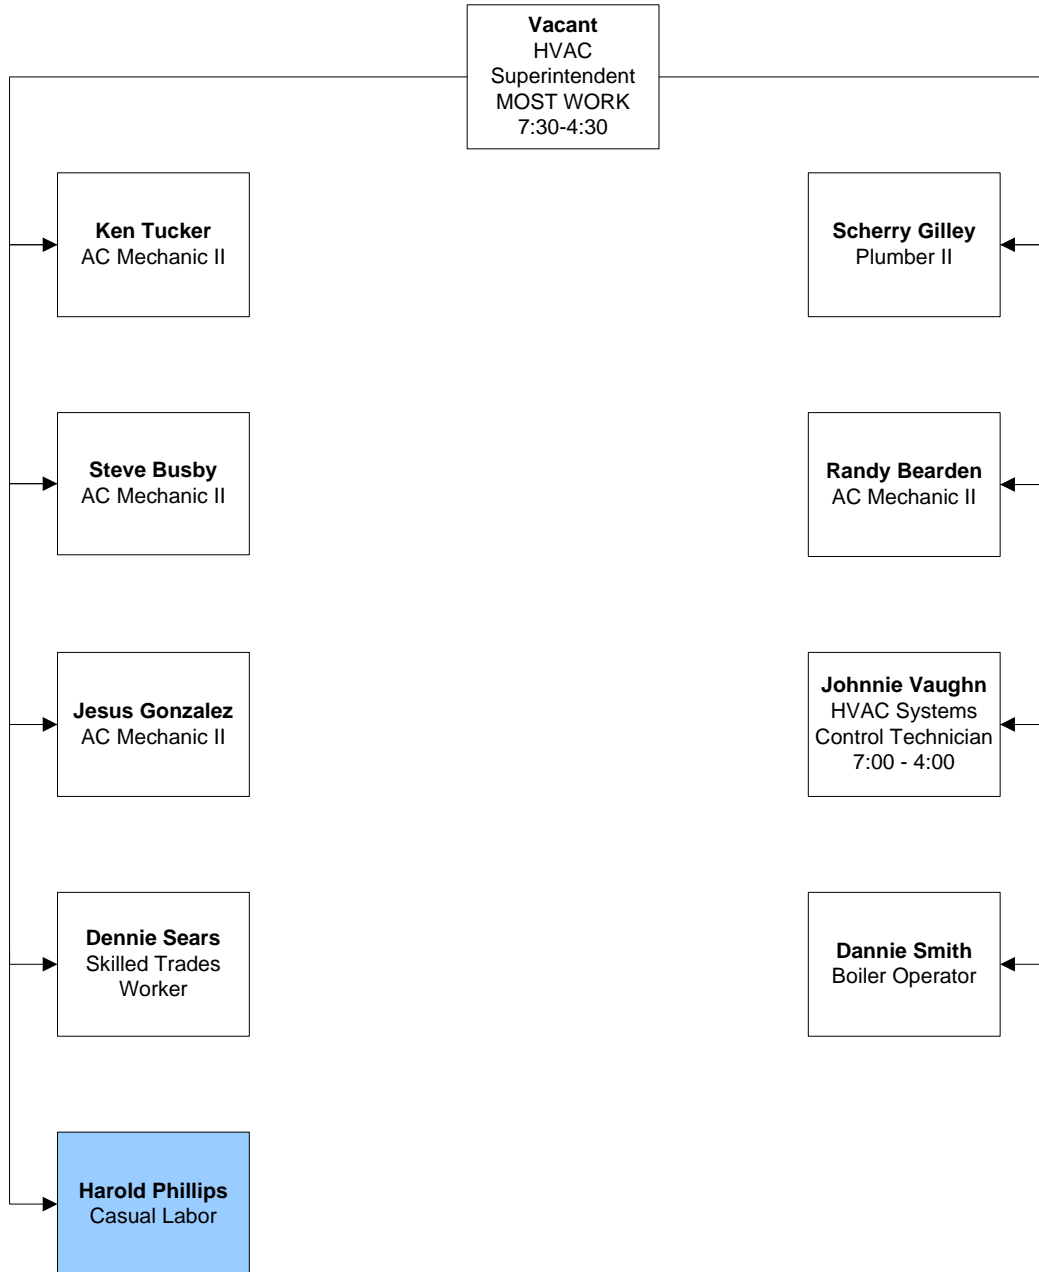 Vacant
HVAC
Superintendent
MOST WORK
7:30-4:30
Ken Tucker
AC Mechanic II
Scherry Gilley
Plumber II
Steve Busby
AC Mechanic II
Randy Bearden
AC Mechanic II
Jesus Gonzalez
AC Mechanic II
Johnnie Vaughn
HVAC Systems
Control Technician
7:00 - 4:00
Dennie Sears
Skilled Trades
Worker
Dannie Smith
Boiler Operator
Harold Phillips
Casual Labor